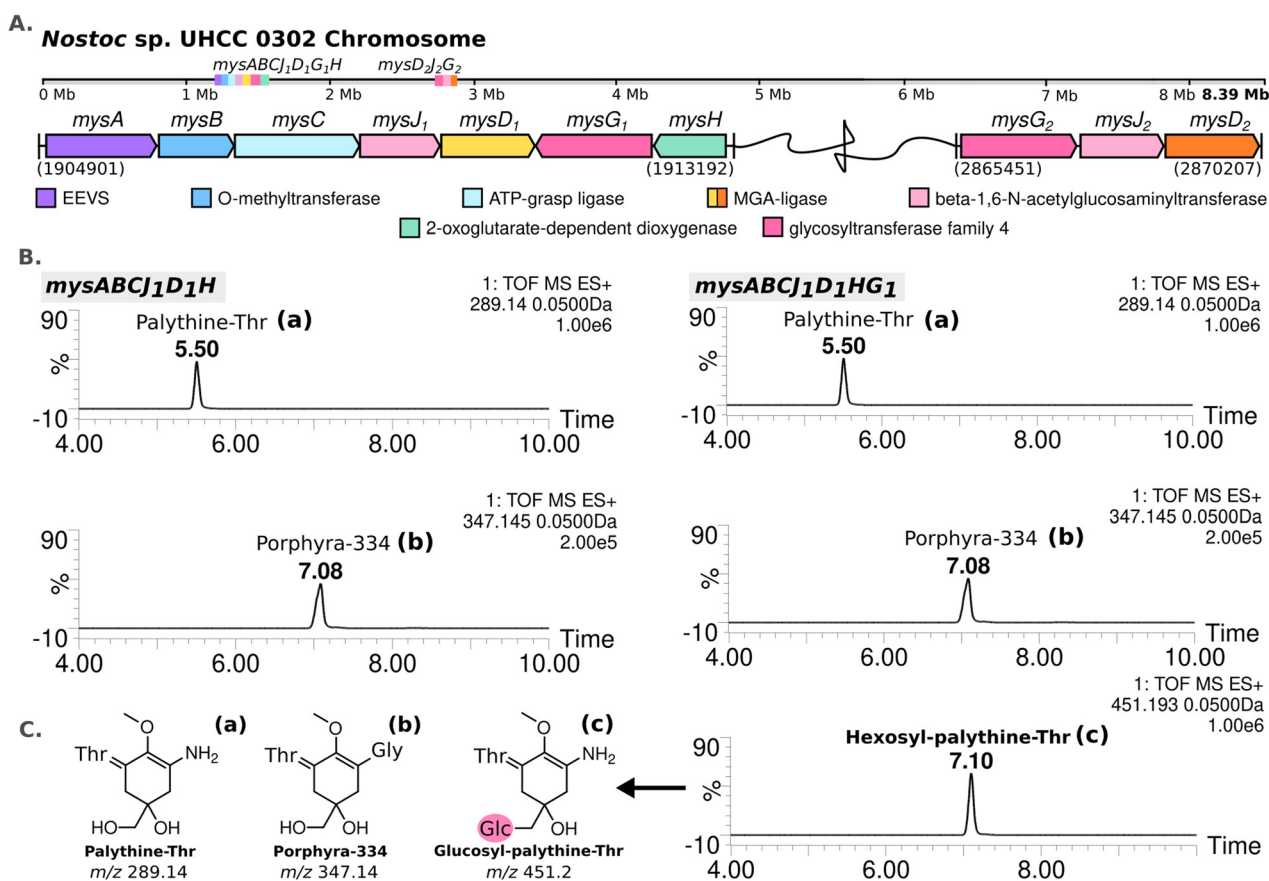 A.
Nostoc sp. UHCC 0302 Chromosome
mysABCJ1D1G1H mysD2J2G2
0 Mb 1 Mb 2 Mb 3 Mb 4 Mb 5 Mb 6 Mb 7 Mb 8 Mb 8.39 Mb
mysA mysB mysC mysJ1 mysD1 mysG1 mysH mysG2 mysJ2 mysD2
(1904901) (1913192) (2865451) (2870207)
EEVS O-methyltransferase ATP-grasp ligase MGA-ligase beta-1,6-N-acetylglucosaminyltransferase
2-oxoglutarate-dependent dioxygenase glycosyltransferase family 4
B.
mysABCJ1D1H
1: TOF MS ES+
289.14 0.0500Da
1.00e6
90
Palythine-Thr (a)
5.50
%
-10
Time
4.00 6.00 8.00 10.00
mysABCJ1D1HG1
1: TOF MS ES+
289.14 0.0500Da
1.00e6
90
Palythine-Thr (a)
5.50
%
-10
Time
4.00 6.00 8.00 10.00
1: TOF MS ES+
347.145 0.0500Da
2.00e5
90
Porphyra-334 (b)
7.08
%
-10
Time
4.00 6.00 8.00 10.00
1: TOF MS ES+
347.145 0.0500Da
2.00e5
90
Porphyra-334 (b)
7.08
%
-10
Time
4.00 6.00 8.00 10.00
1: TOF MS ES+
451.193 0.0500Da
1.00e6
90
Hexosyl-palythine-Thr (c)
7.10
%
-10
Time
4.00 6.00 8.00 10.00
C.
(a)
O
Thr NH2
HO OH
Palythine-Thr
m/z 289.14
(b)
O
Thr Gly
HO OH
Porphyra-334
m/z 347.14
(c)
O
Thr NH2
Glc OH
Glucosyl-palythine-Thr
m/z 451.2